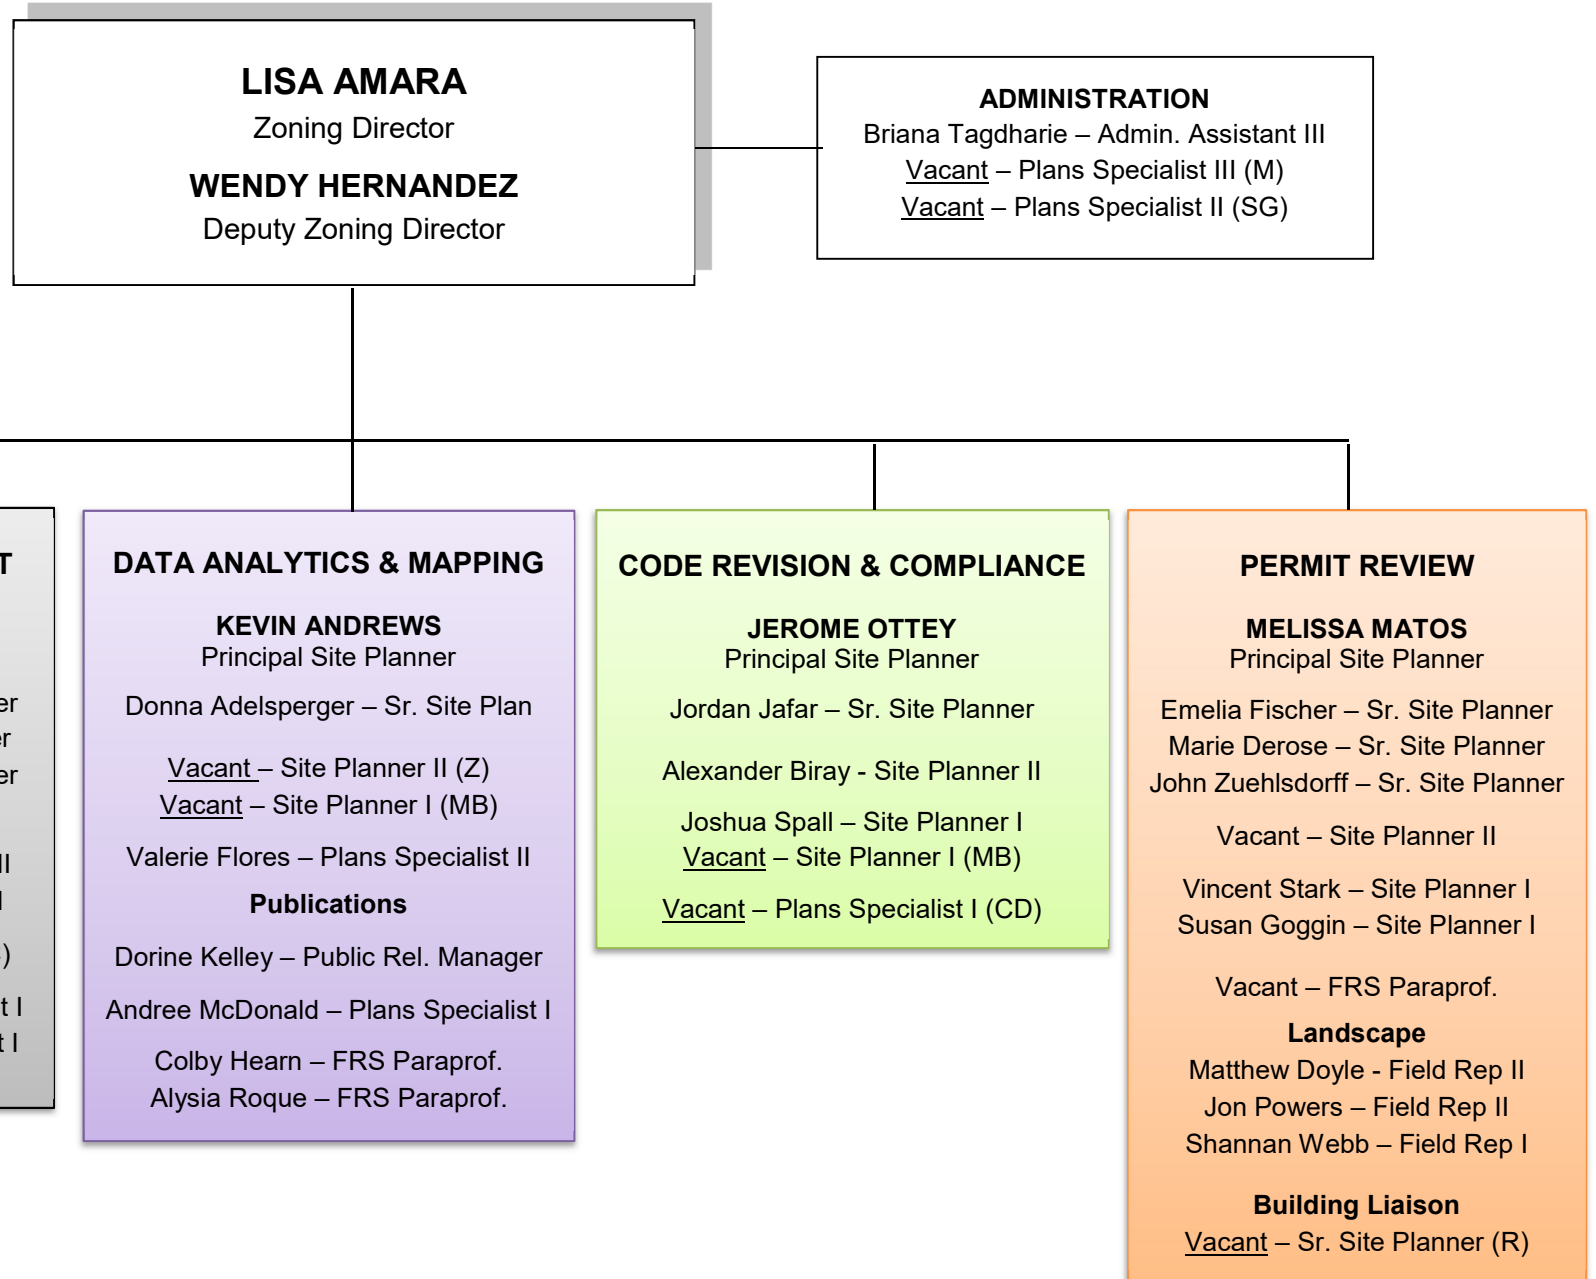 LISA AMARA
Zoning Director
WENDY HERNANDEZ
Deputy Zoning Director
ADMINISTRATION
Briana Tagdharie – Admin. Assistant III
Vacant – Plans Specialist III (M)
Vacant – Plans Specialist II (SG)
T
er
er
er
II
I
)
t I
t I
DATA ANALYTICS & MAPPING
KEVIN ANDREWS
Principal Site Planner
Donna Adelsperger – Sr. Site Plan
Vacant – Site Planner II (Z)
Vacant – Site Planner I (MB)
Valerie Flores – Plans Specialist II
Publications
Dorine Kelley – Public Rel. Manager
Andree McDonald – Plans Specialist I
Colby Hearn – FRS Paraprof.
Alysia Roque – FRS Paraprof.
CODE REVISION & COMPLIANCE
JEROME OTTEY
Principal Site Planner
Jordan Jafar – Sr. Site Planner
Alexander Biray - Site Planner II
Joshua Spall – Site Planner I
Vacant – Site Planner I (MB)
Vacant – Plans Specialist I (CD)
PERMIT REVIEW
MELISSA MATOS
Principal Site Planner
Emelia Fischer – Sr. Site Planner
Marie Derose – Sr. Site Planner
John Zuehlsdorff – Sr. Site Planner
Vacant – Site Planner II
Vincent Stark – Site Planner I
Susan Goggin – Site Planner I
Vacant – FRS Paraprof.
Landscape
Matthew Doyle - Field Rep II
Jon Powers – Field Rep II
Shannan Webb – Field Rep I
Building Liaison
Vacant – Sr. Site Planner (R)